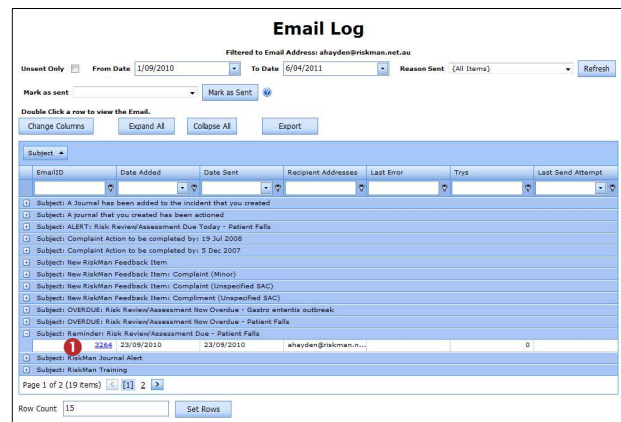 Email Log
Filtered to Email Address: ahayden@riskman.net.au
Unsent Only From Date 1/09/2010 To Date 6/04/2011 Reason Sent {All Items} Refresh
Mark as sent Mark as Sent
Double Click a row to view the Email.
Change Columns Expand All Collapse All Export
Subject
EmailID Date Added Date Sent Recipient Addresses Last Error Trys Last Send Attempt
Subject: A Journal has been added to the incident that you created
Subject: A journal that you created has been actioned
Subject: ALERT: Risk Review/Assessment Due Today - Patient Falls
Subject: Complaint Action to be completed by: 19 Jul 2008
Subject: Complaint Action to be completed by: 5 Dec 2007
Subject: New RiskMan Feedback Item
Subject: New RiskMan Feedback Item: Complaint (Minor)
Subject: New RiskMan Feedback Item: Complaint (Unspecified SAC)
Subject: New RiskMan Feedback Item: Compliment (Unspecified SAC)
Subject: OVERDUE: Risk Review/Assessment Now Overdue - Gastro enteritis outbreak
Subject: OVERDUE: Risk Review/Assessment Now Overdue - Patient Falls
Subject: Reminder: Risk Review/Assessment Due - Patient Falls
1 3264 23/09/2010 23/09/2010 ahayden@riskman.n... 0
Subject: RiskMan Journal Alert
Subject: RiskMan Training
Page 1 of 2 (19 items) < [1] 2 >
Row Count 15 Set Rows